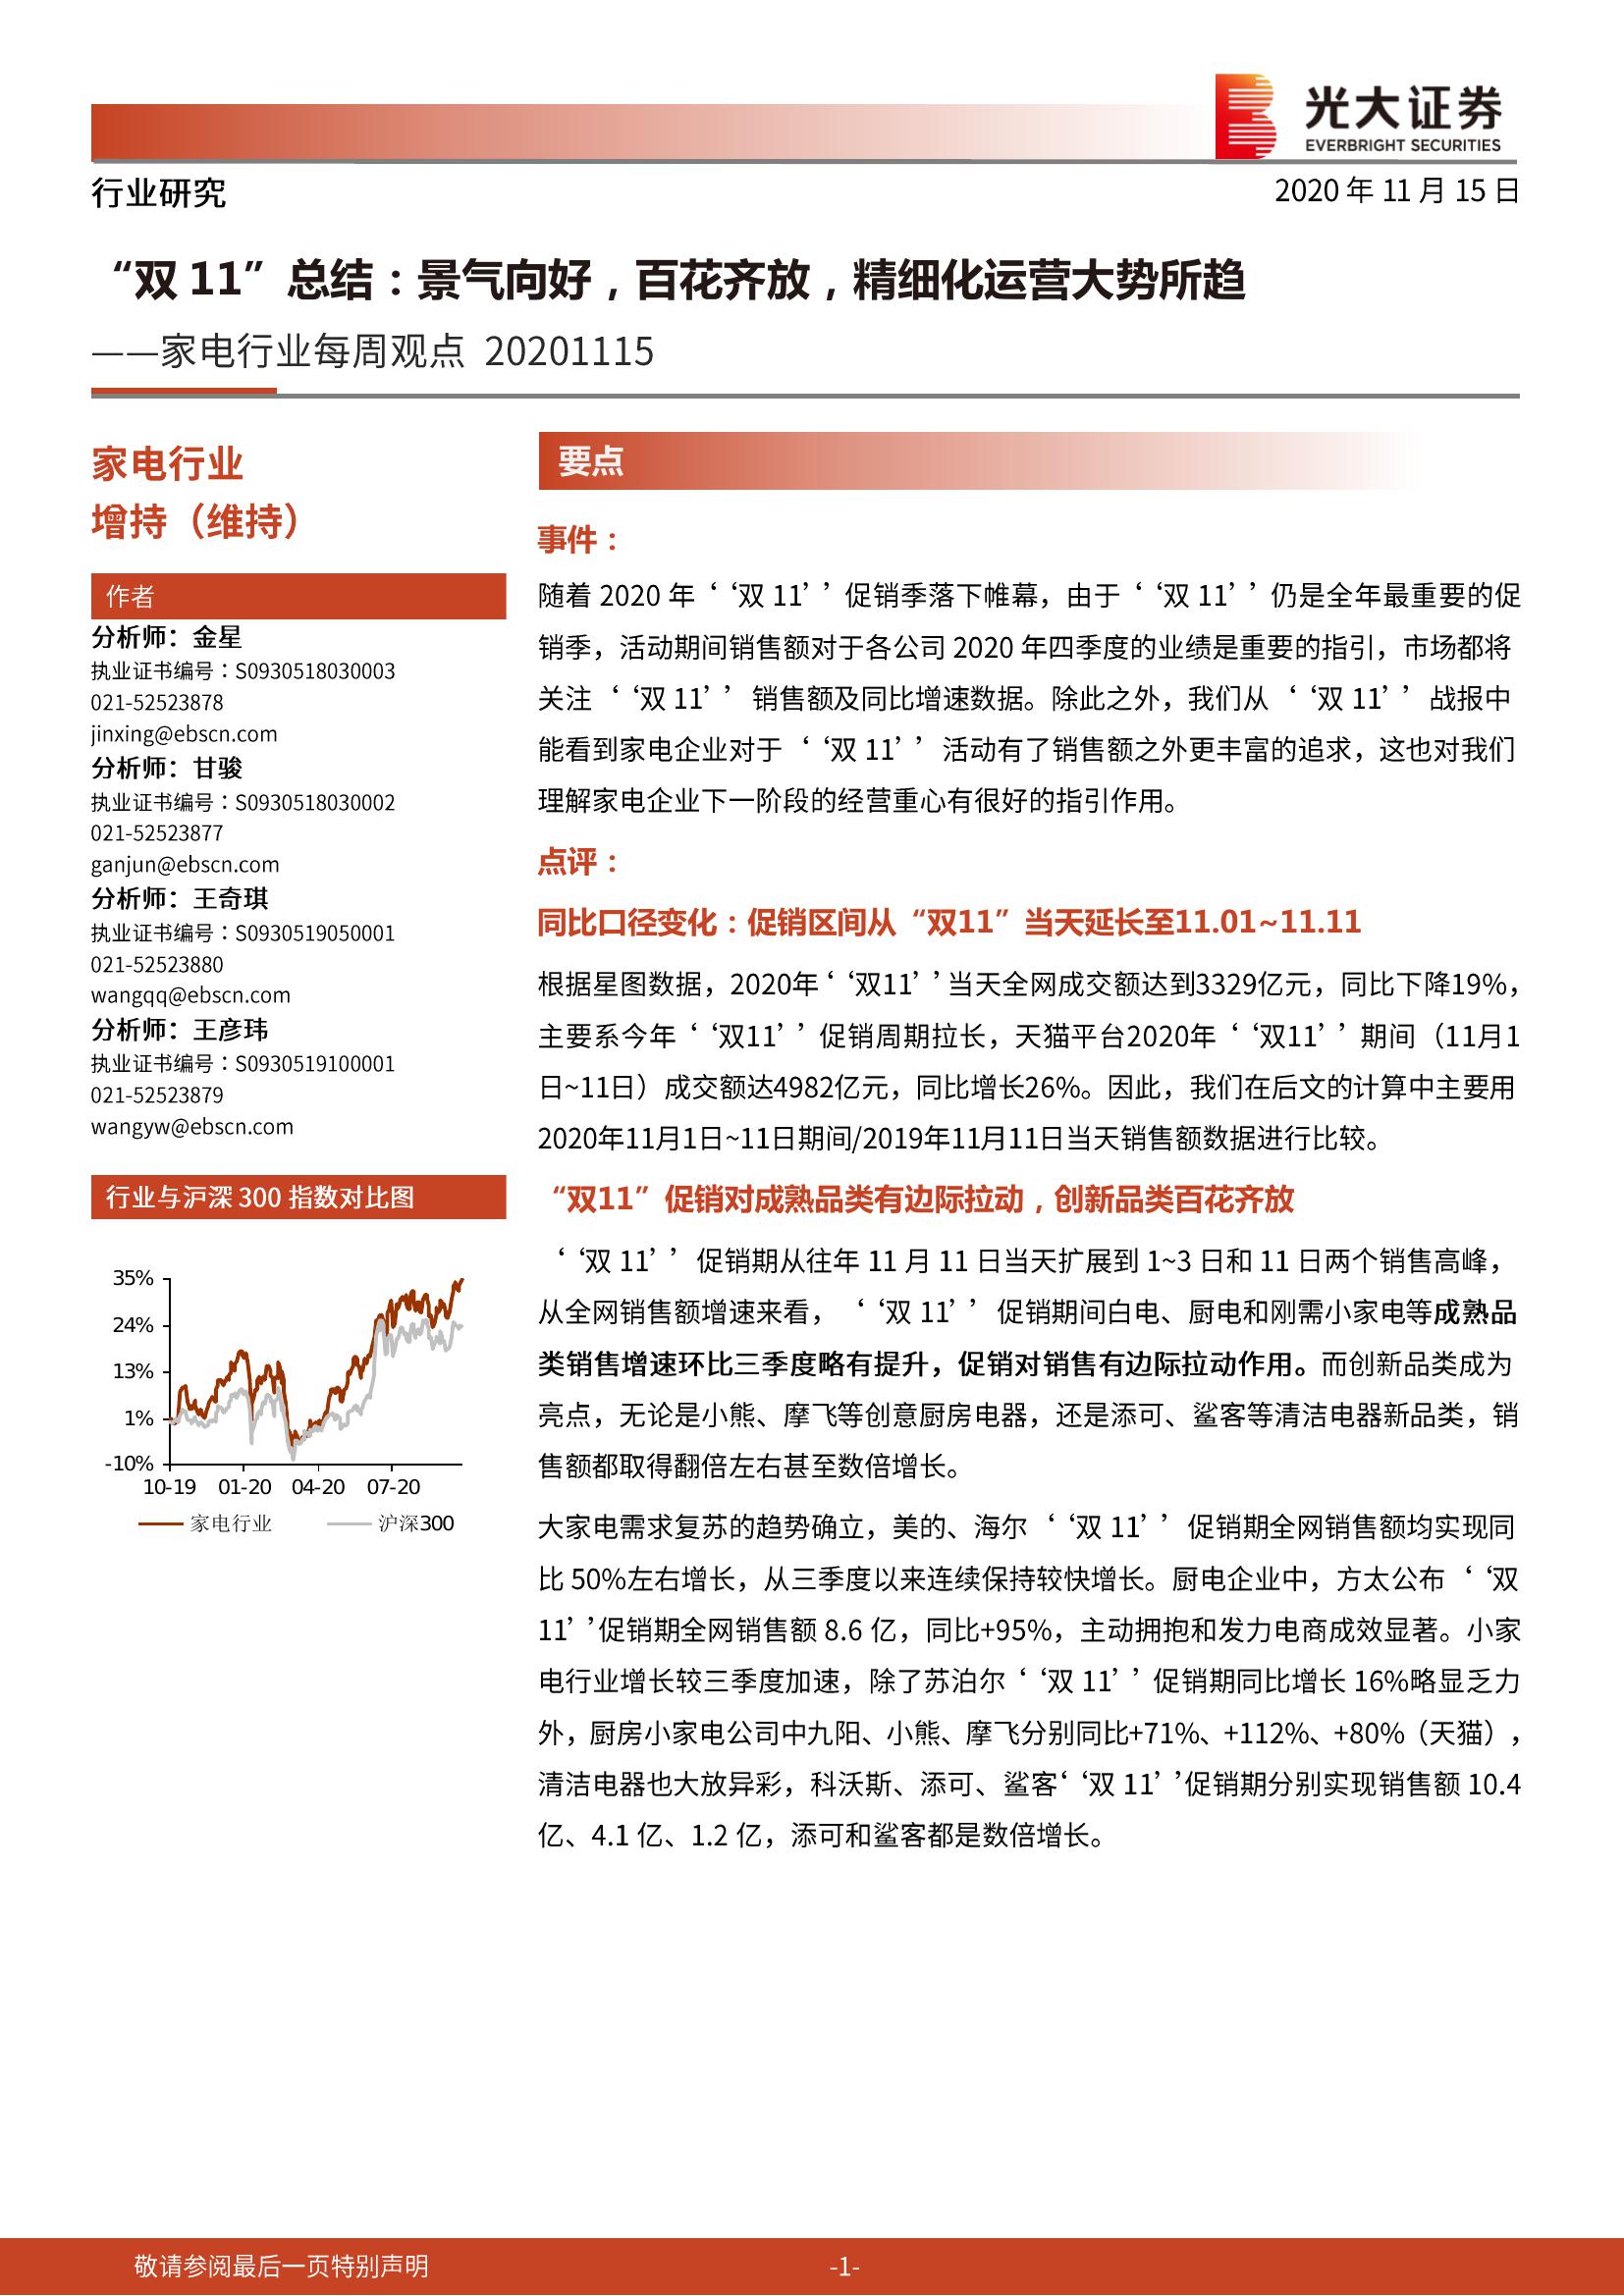 光大证券
EVERBRIGHT SECURITIES
行业研究
2020 年 11 月 15 日
“双 11”总结：景气向好，百花齐放，精细化运营大势所趋
——家电行业每周观点 20201115
家电行业
增持（维持）
作者
分析师：金星
执业证书编号：S0930518030003
021-52523878
jinxing@ebscn.com
分析师：甘骏
执业证书编号：S0930518030002
021-52523877
ganjun@ebscn.com
分析师：王奇琪
执业证书编号：S0930519050001
021-52523880
wangqq@ebscn.com
分析师：王彦玮
执业证书编号：S0930519100001
021-52523879
wangyw@ebscn.com
行业与沪深 300 指数对比图
35%
24%
13%
1%
-10%
10-19 01-20 04-20 07-20
家电行业 沪深300
要点
事件：
随着 2020 年‘‘双 11’’促销季落下帷幕，由于‘‘双 11’’仍是全年最重要的促
销季，活动期间销售额对于各公司 2020 年四季度的业绩是重要的指引，市场都将
关注‘‘双 11’’销售额及同比增速数据。除此之外，我们从‘‘双 11’’战报中
能看到家电企业对于‘‘双 11’’活动有了销售额之外更丰富的追求，这也对我们
理解家电企业下一阶段的经营重心有很好的指引作用。
点评：
同比口径变化：促销区间从“双11”当天延长至11.01~11.11
根据星图数据，2020年‘‘双11’’当天全网成交额达到3329亿元，同比下降19%，
主要系今年‘‘双11’’促销周期拉长，天猫平台2020年‘‘双11’’期间（11月1
日~11日）成交额达4982亿元，同比增长26%。因此，我们在后文的计算中主要用
2020年11月1日~11日期间/2019年11月11日当天销售额数据进行比较。
“双11”促销对成熟品类有边际拉动，创新品类百花齐放
‘‘双 11’’促销期从往年 11 月 11 日当天扩展到 1~3 日和 11 日两个销售高峰，
从全网销售额增速来看，‘‘双 11’’促销期间白电、厨电和刚需小家电等成熟品
类销售增速环比三季度略有提升，促销对销售有边际拉动作用。而创新品类成为
亮点，无论是小熊、摩飞等创意厨房电器，还是添可、鲨客等清洁电器新品类，销
售额都取得翻倍左右甚至数倍增长。
大家电需求复苏的趋势确立，美的、海尔‘‘双 11’’促销期全网销售额均实现同
比 50%左右增长，从三季度以来连续保持较快增长。厨电企业中，方太公布‘‘双
11’’促销期全网销售额 8.6 亿，同比+95%，主动拥抱和发力电商成效显著。小家
电行业增长较三季度加速，除了苏泊尔‘‘双 11’’促销期同比增长 16%略显乏力
外，厨房小家电公司中九阳、小熊、摩飞分别同比+71%、+112%、+80%（天猫），
清洁电器也大放异彩，科沃斯、添可、鲨客‘‘双 11’’促销期分别实现销售额 10.4
亿、4.1 亿、1.2 亿，添可和鲨客都是数倍增长。
敬请参阅最后一页特别声明
-1-